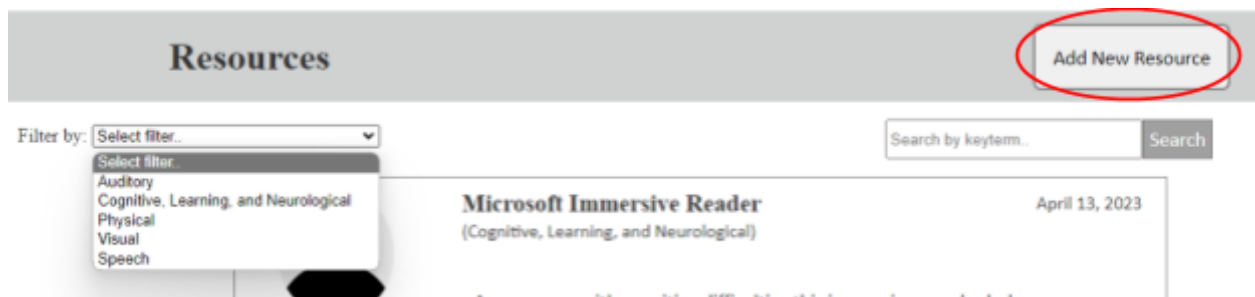 Resources
Add New Resource
Filter by: Select filter..
Search by keyterm..
Search
Select filter..
Auditory
Cognitive, Learning, and Neurological
Physical
Visual
Speech
Microsoft Immersive Reader
April 13, 2023
(Cognitive, Learning, and Neurological)